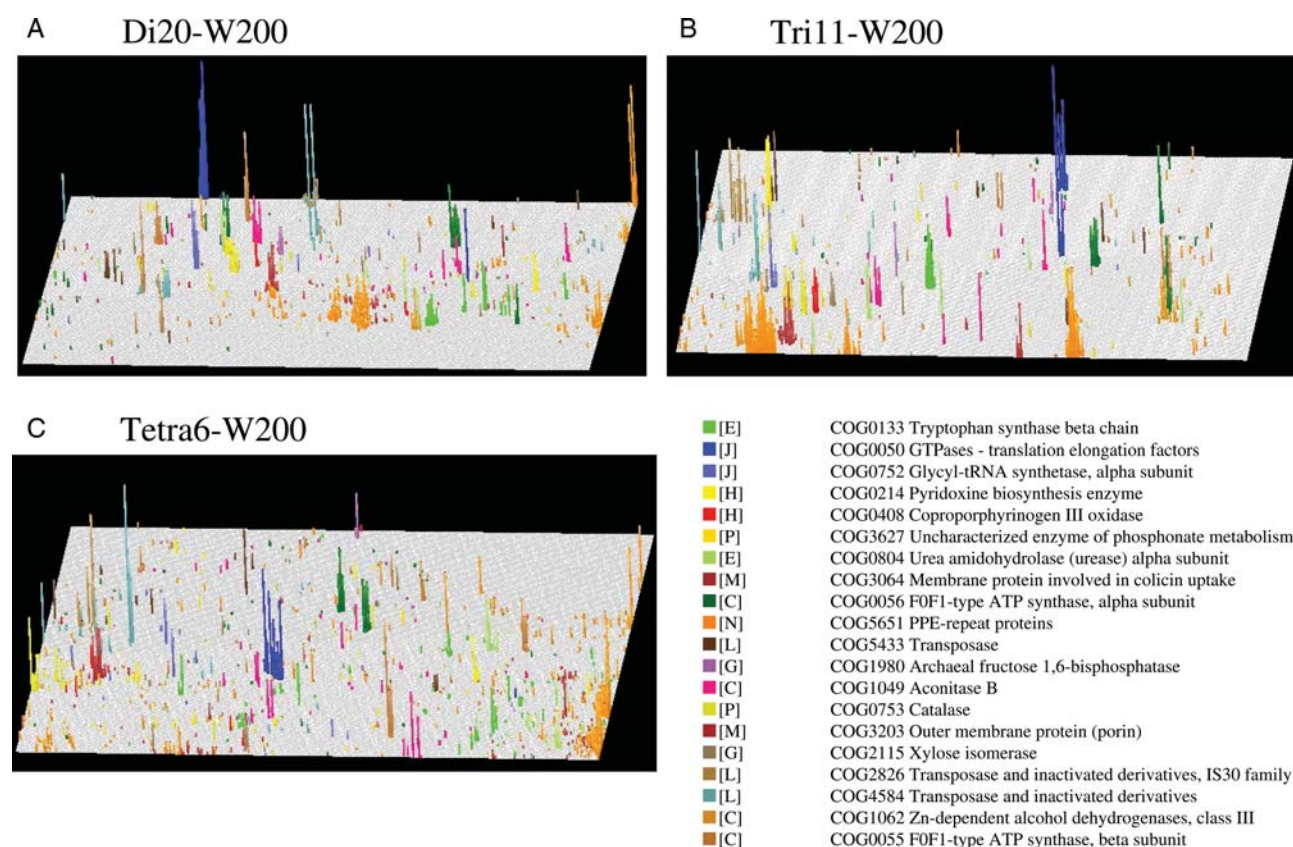 A Di20-W200
B Tri11-W200
C Tetra6-W200
[E] COG0133 Tryptophan synthase beta chain
[J] COG0050 GTPases - translation elongation factors
[J] COG0752 Glycyl-tRNA synthetase, alpha subunit
[H] COG0214 Pyridoxine biosynthesis enzyme
[H] COG0408 Coproporphyrinogen III oxidase
[P] COG3627 Uncharacterized enzyme of phosphonate metabolism
[E] COG0804 Urea amidohydrolase (urease) alpha subunit
[M] COG3064 Membrane protein involved in colicin uptake
[C] COG0056 F0F1-type ATP synthase, alpha subunit
[N] COG5651 PPE-repeat proteins
[L] COG5433 Transposase
[G] COG1980 Archaeal fructose 1,6-bisphosphatase
[C] COG1049 Aconitase B
[P] COG0753 Catalase
[M] COG3203 Outer membrane protein (porin)
[G] COG2115 Xylose isomerase
[L] COG2826 Transposase and inactivated derivatives, IS30 family
[L] COG4584 Transposase and inactivated derivatives
[C] COG1062 Zn-dependent alcohol dehydrogenases, class III
[C] COG0055 F0F1-type ATP synthase, beta subunit